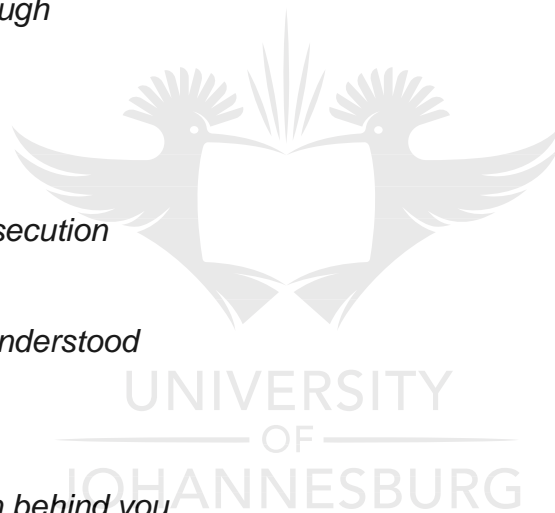 ugh
secution
nderstood
UNIVERSITY
OF
JOHANNESBURG
behind you